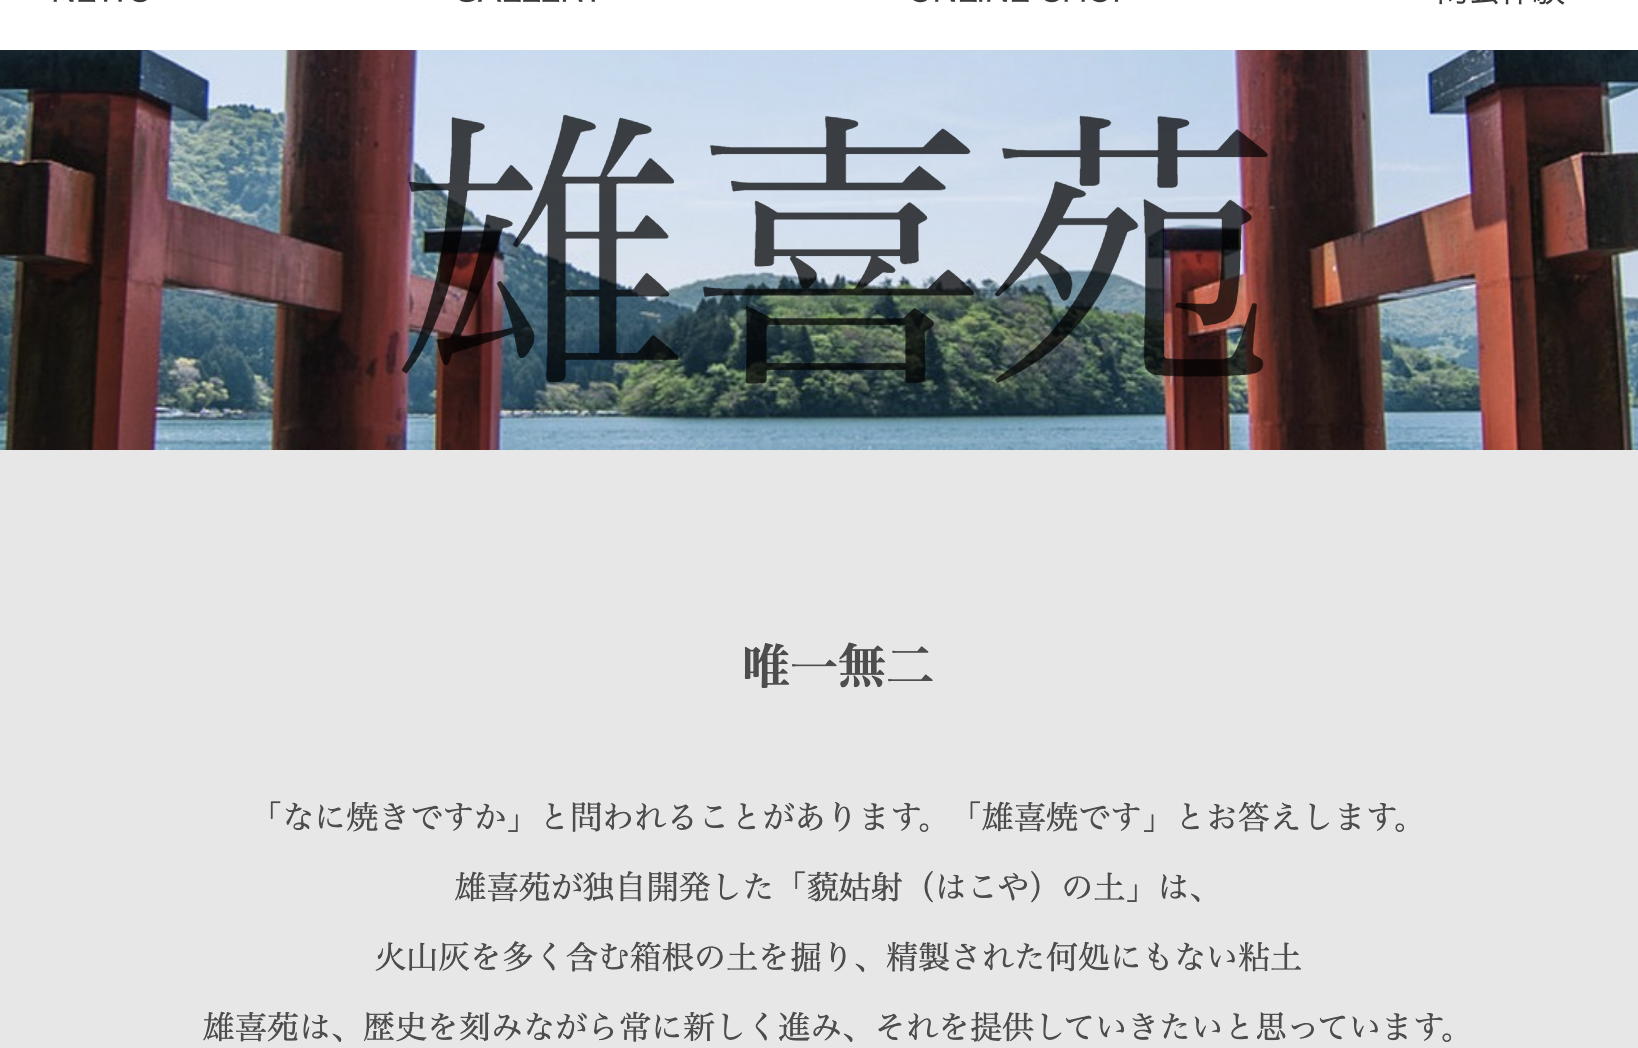 NEWS
GALLERY
ONLINE SHOP
雄喜苑
唯一無二
「なに焼きですか」と問われることがあります。「雄喜焼です」とお答えします。
雄喜苑が独自開発した「藐姑射（はこや）の土」は、
火山灰を多く含む箱根の土を掘り、精製された何処にもない粘土
雄喜苑は、歴史を刻みながら常に新しく進み、それを提供していきたいと思っています。